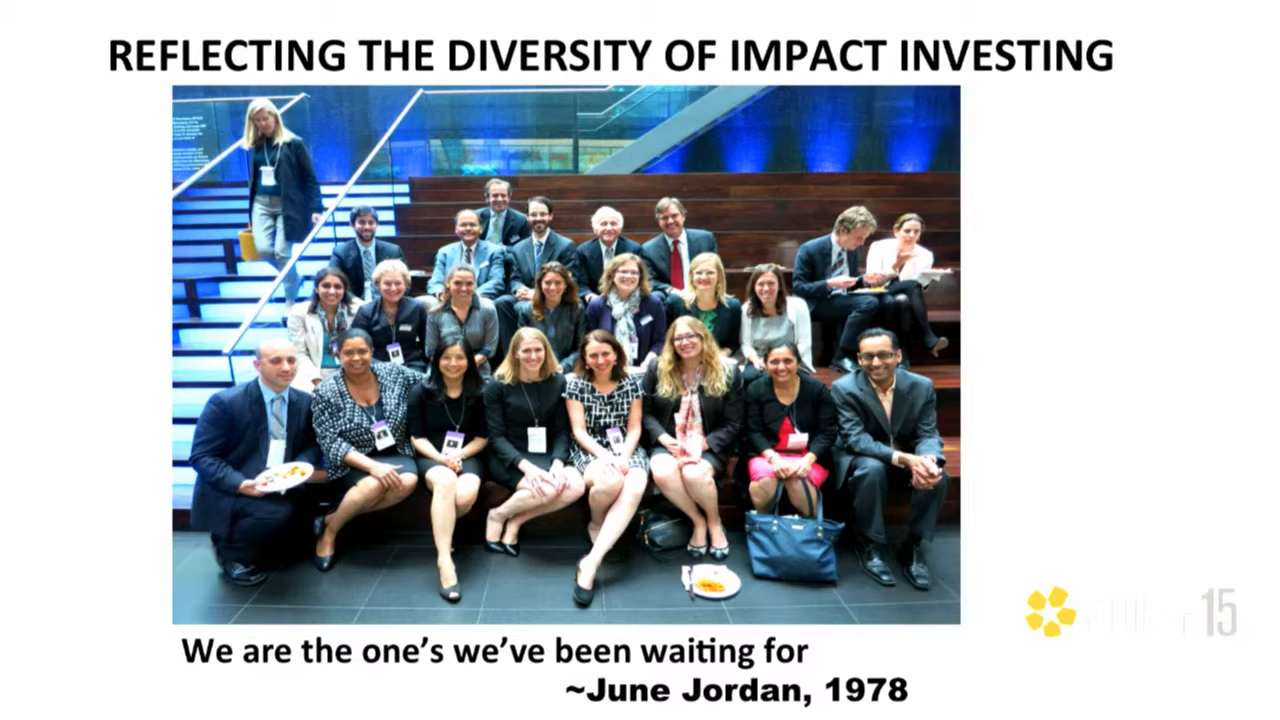 REFLECTING THE DIVERSITY OF IMPACT INVESTING
We are the one's we've been waiting for
~June Jordan, 1978
15